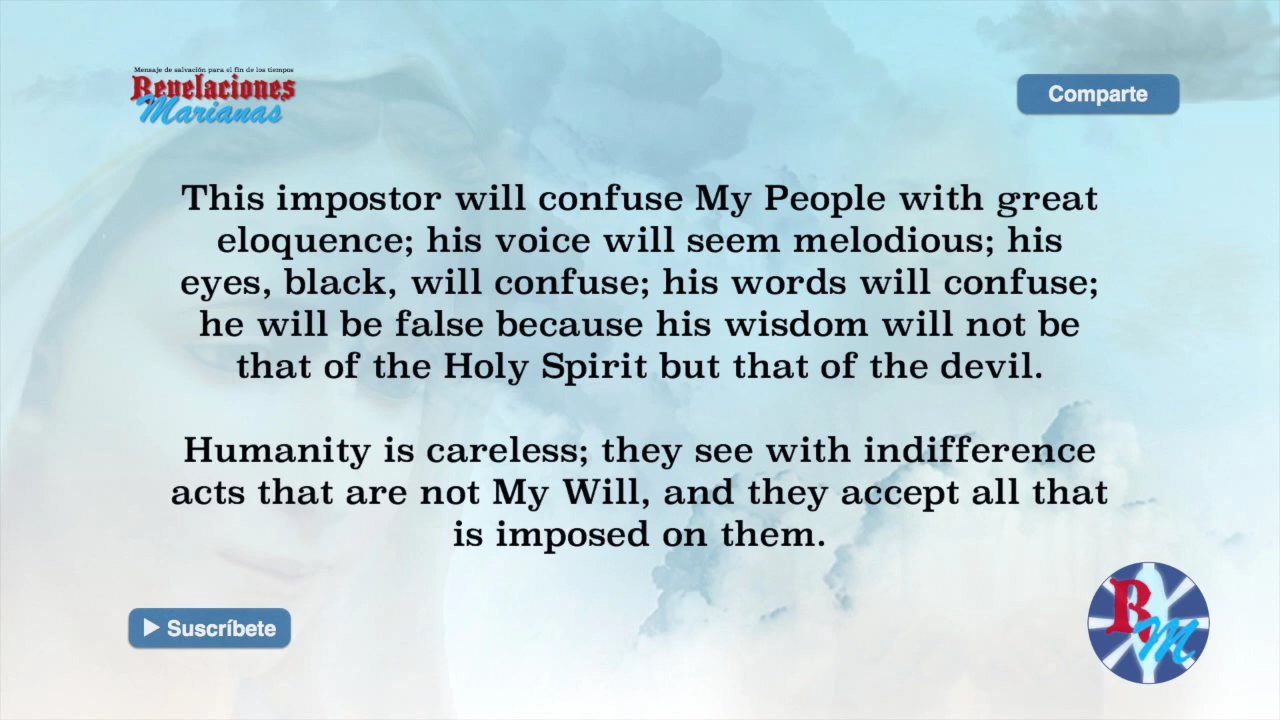 Mensaje de salvación para el fin de los tiempos
Revelaciones
Marianas
Comparte
This impostor will confuse My People with great
eloquence; his voice will seem melodious; his
eyes, black, will confuse; his words will confuse;
he will be false because his wisdom will not be
that of the Holy Spirit but that of the devil.
Humanity is careless; they see with indifference
acts that are not My Will, and they accept all that
is imposed on them.
Suscríbete
RM